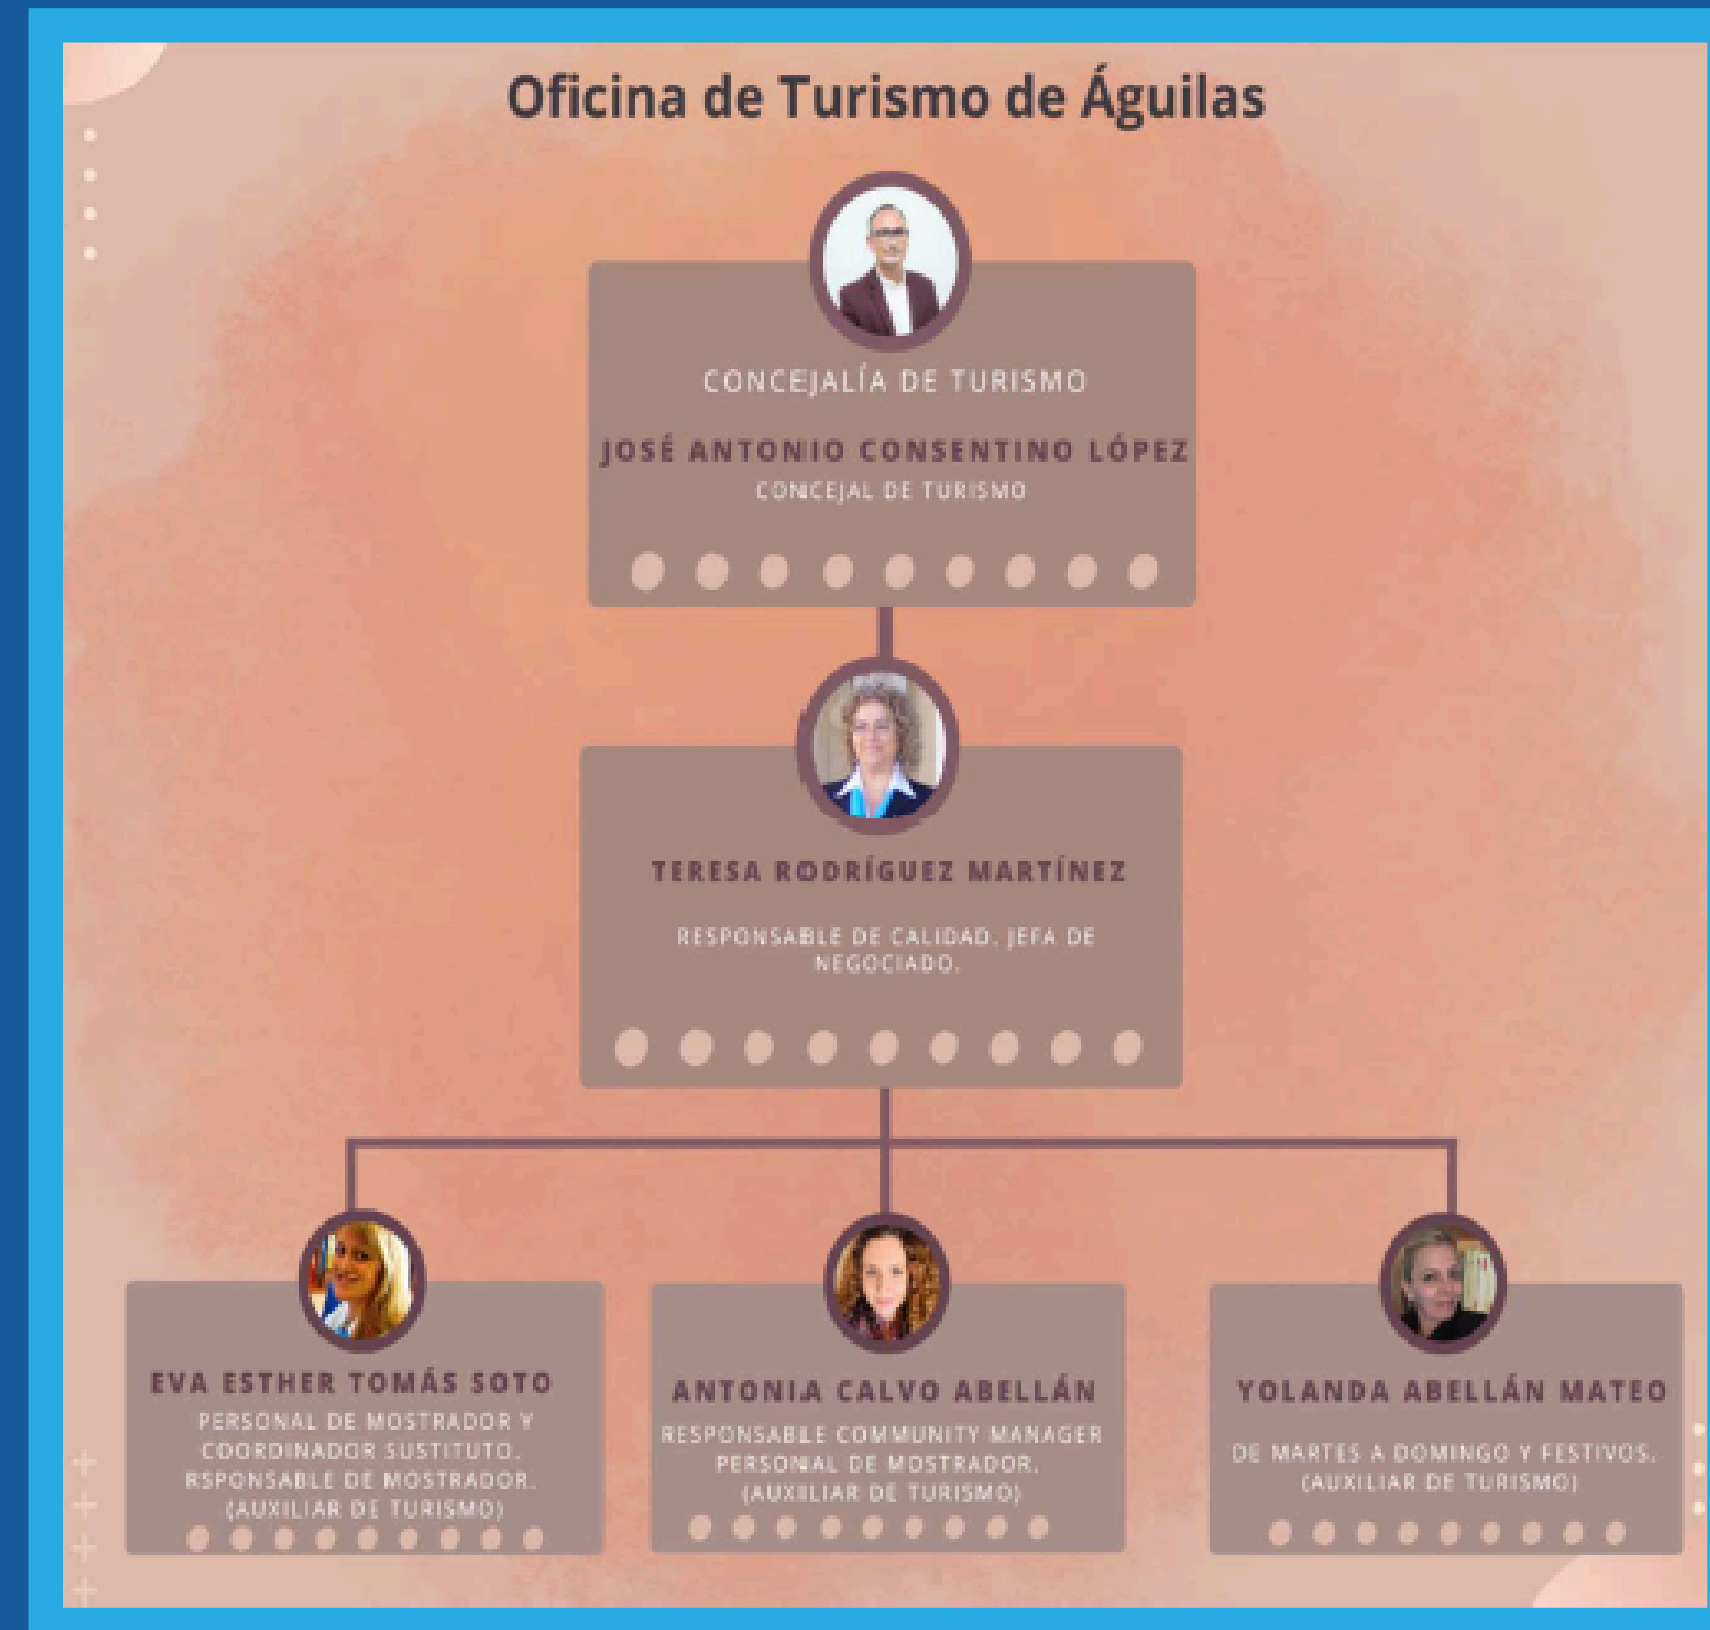 Oficina de Turismo de Águilas
CONCEJALÍA DE TURISMO
JOSÉ ANTONIO CONSENTINO LÓPEZ
CONCEJAL DE TURISMO
TERESA RODRÍGUEZ MARTÍNEZ
RESPONSABLE DE CALIDAD. JEFA DE
NEGOCIADO.
EVA ESTHER TOMÁS SOTO
PERSONAL DE MOSTRADOR Y
COORDINADOR SUSTITUTO.
RSPONSABLE DE MOSTRADOR.
(AUXILIAR DE TURISMO)
ANTONIA CALVO ABELLÁN
RESPONSABLE COMMUNITY MANAGER
PERSONAL DE MOSTRADOR.
(AUXILIAR DE TURISMO)
YOLANDA ABELLÁN MATEO
DE MARTES A DOMINGO Y FESTIVOS.
(AUXILIAR DE TURISMO)